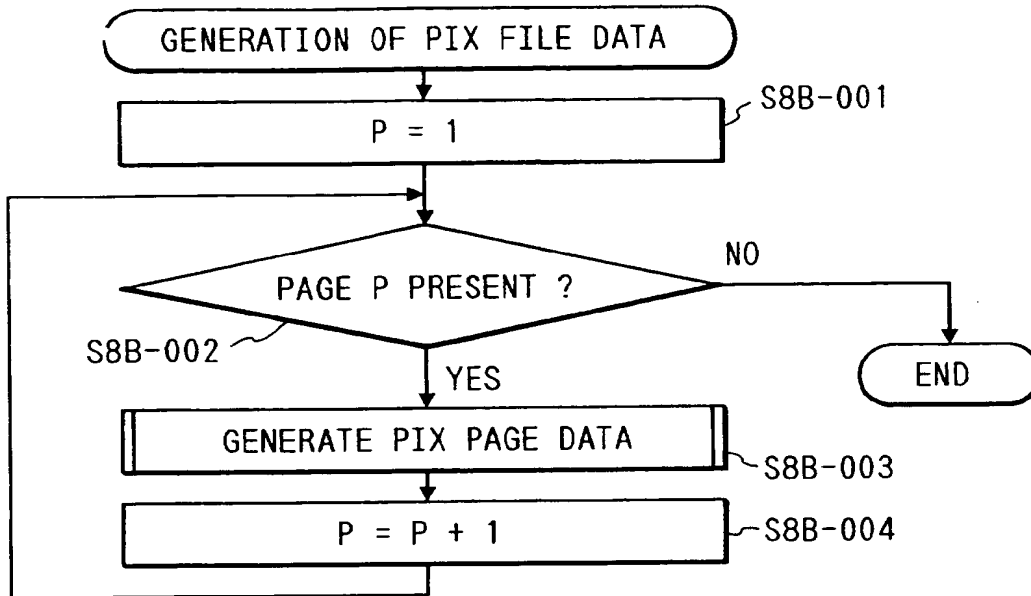 GENERATION OF PIX FILE DATA
S8B-001
P = 1
NO
PAGE P PRESENT ?
S8B-002
YES
END
GENERATE PIX PAGE DATA
S8B-003
P = P + 1
S8B-004